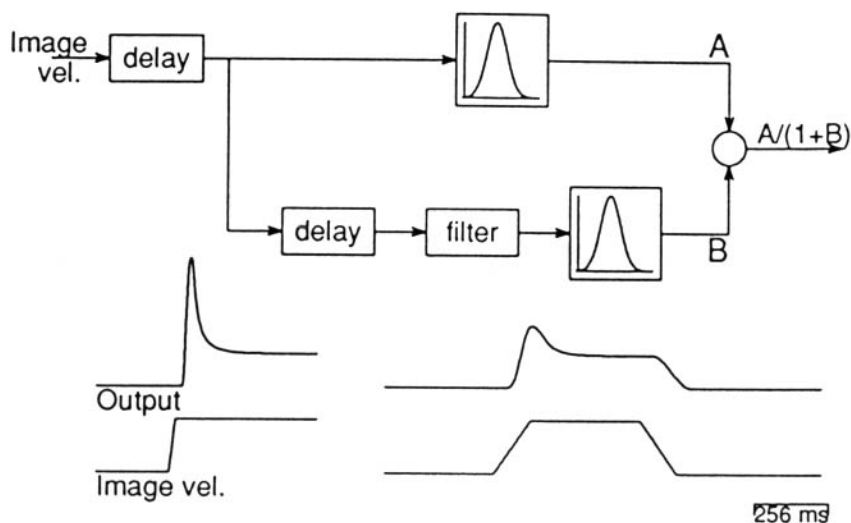 Image
vel.
delay
A
A/(1+B)
delay
filter
B
Output
Image vel.
256 ms